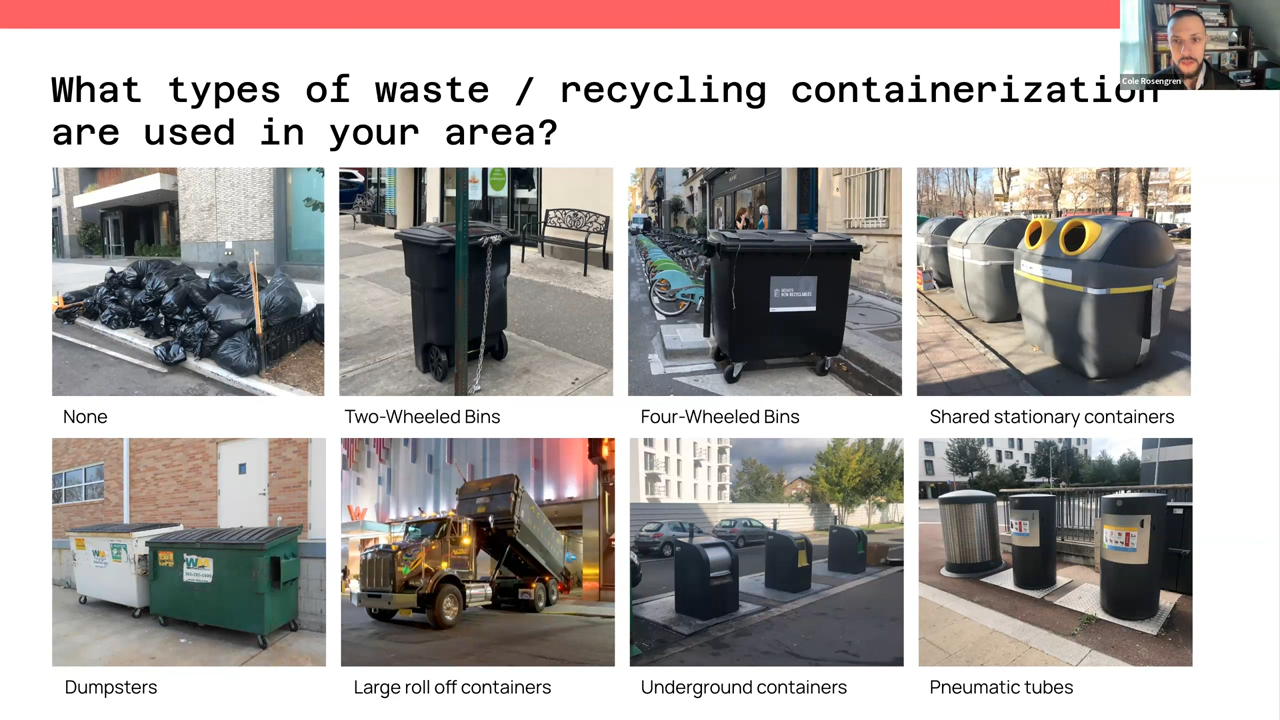 Cole Rosengren
What types of waste / recycling containerization
are used in your area?
None
Two-Wheeled Bins
Four-Wheeled Bins
Shared stationary containers
Dumpsters
Large roll off containers
Underground containers
Pneumatic tubes